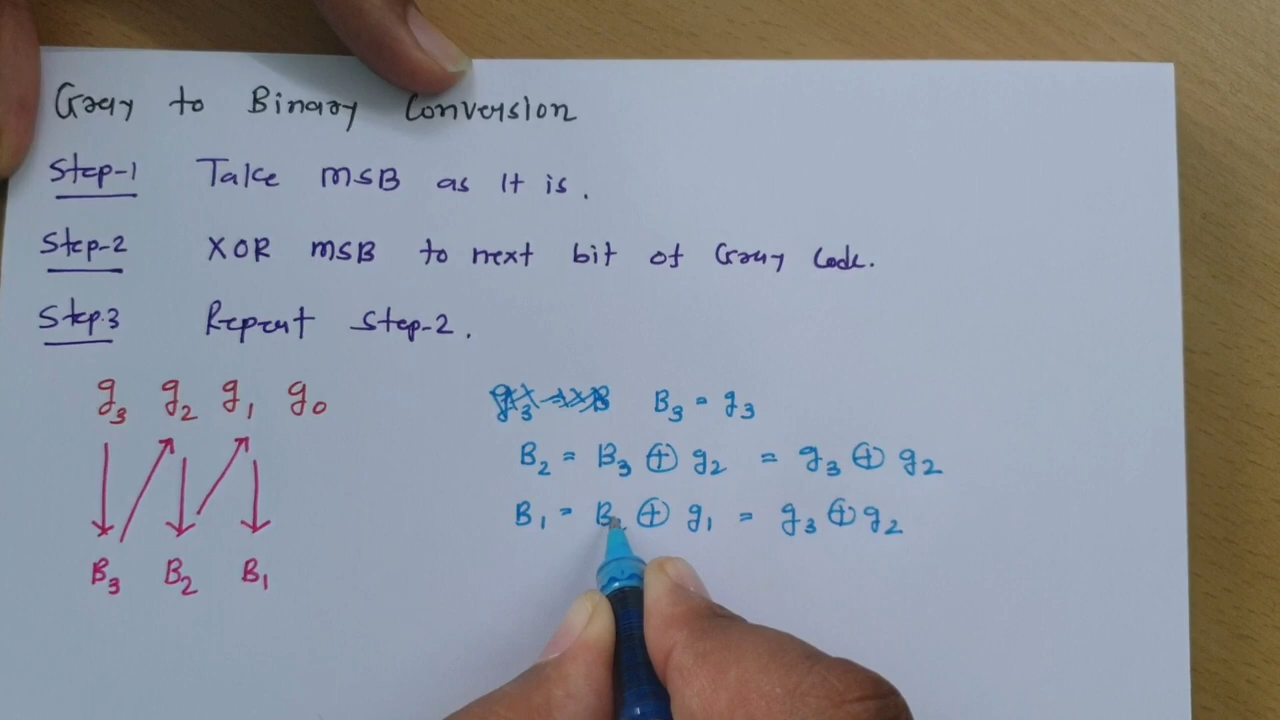 Gray to Binary Conversion
Step-1 Take MSB as it is.
Step-2 XOR MSB to next bit of Gray Code.
Step.3 Repeat Step-2.
g₃ g₂ g₁ g₀
B₃ B₂ B₁
B₃ = g₃
B₂ = B₃ ⊕ g₂ = g₃ ⊕ g₂
B₁ = B₂ ⊕ g₁ = g₃ ⊕ g₂